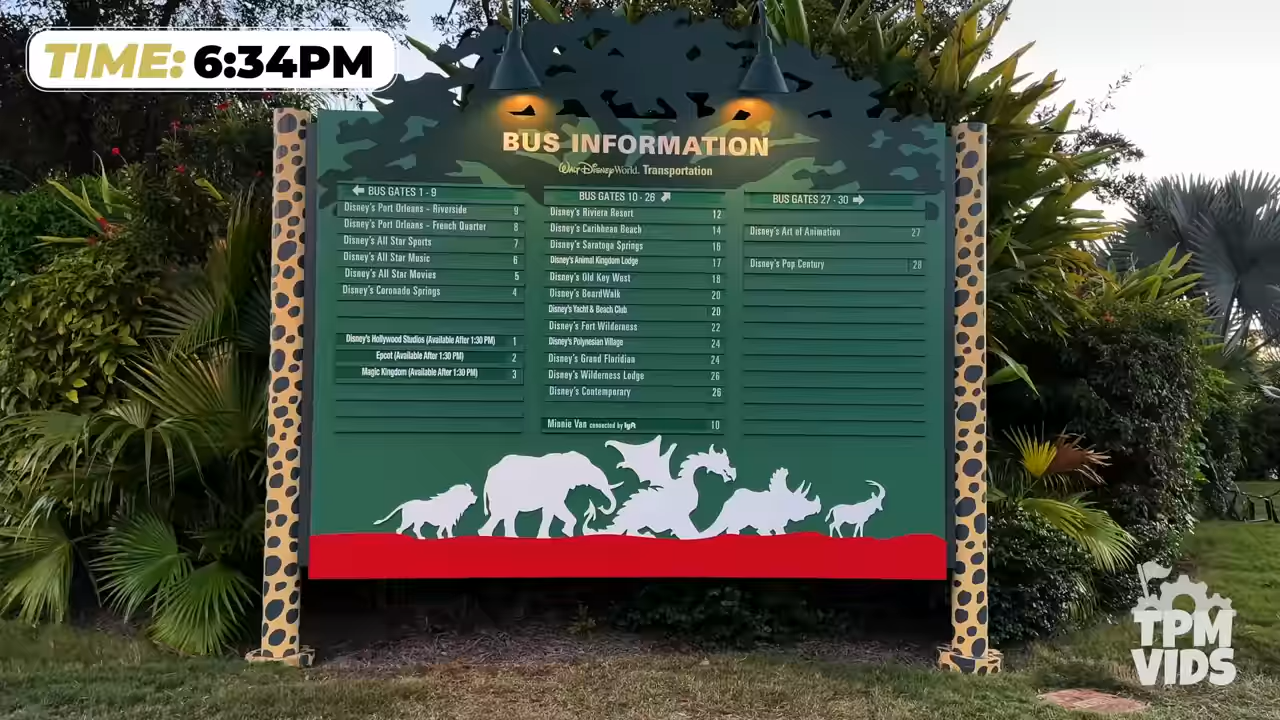 TIME: 6:34PM
BUS INFORMATION
Walt Disney World. Transportation
BUS GATES 1 - 9
Disney's Port Orleans - Riverside 9
Disney's Port Orleans - French Quarter 8
Disney's All Star Sports 7
Disney's All Star Music 6
Disney's All Star Movies 5
Disney's Coronado Springs 4
Disney's Hollywood Studios (Available After 1:30 PM) 1
Epcot (Available After 1:30 PM) 2
Magic Kingdom (Available After 1:30 PM) 3
BUS GATES 10 - 26
Disney's Riviera Resort 12
Disney's Caribbean Beach 14
Disney's Saratoga Springs 16
Disney's Animal Kingdom Lodge 17
Disney's Old Key West 18
Disney's BoardWalk 20
Disney's Yacht & Beach Club 20
Disney's Fort Wilderness 22
Disney's Polynesian Village 24
Disney's Grand Floridian 24
Disney's Wilderness Lodge 26
Disney's Contemporary 26
Minnie Van connected by lyft 10
BUS GATES 27 - 30
Disney's Art of Animation 27
Disney's Pop Century 28
TPM
VIDS